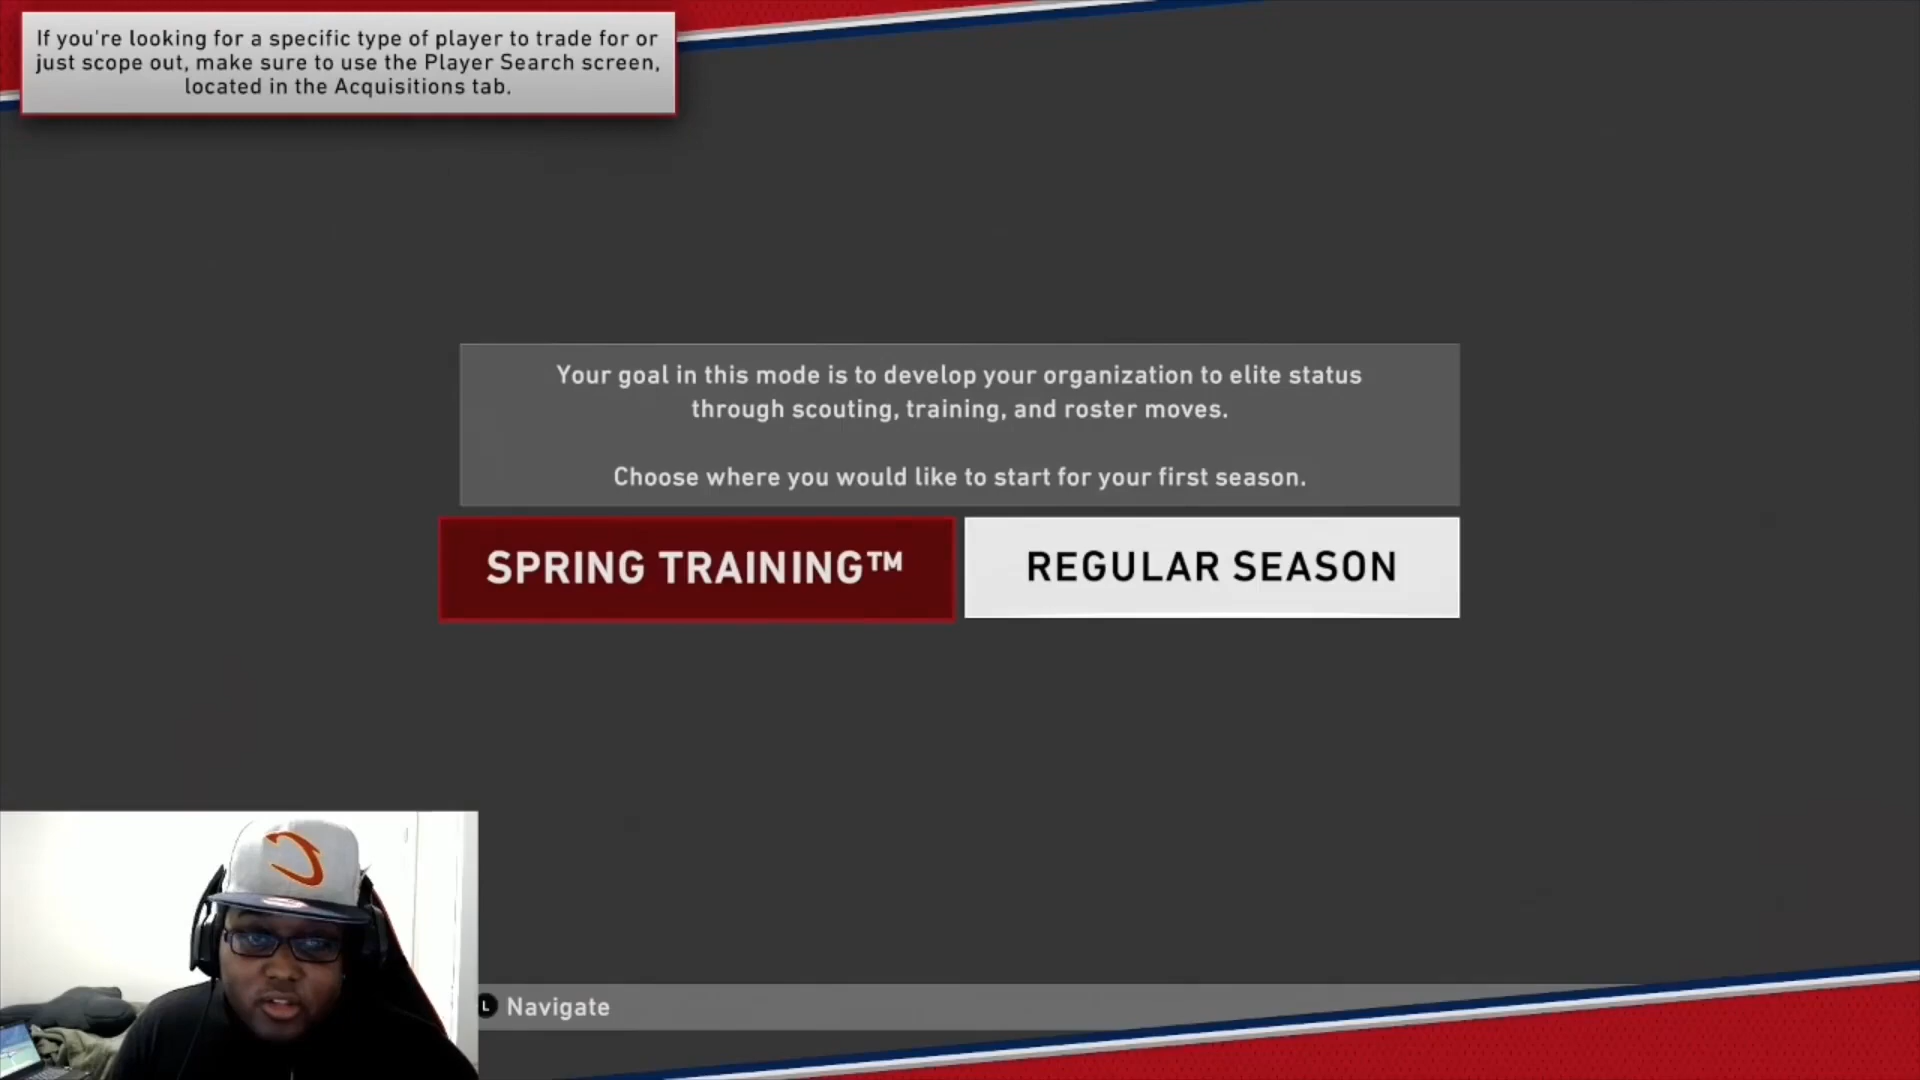 If you're looking for a specific type of player to trade for or
just scope out, make sure to use the Player Search screen,
located in the Acquisitions tab.
Your goal in this mode is to develop your organization to elite status
through scouting, training, and roster moves.
Choose where you would like to start for your first season.
SPRING TRAINING™
REGULAR SEASON
L Navigate